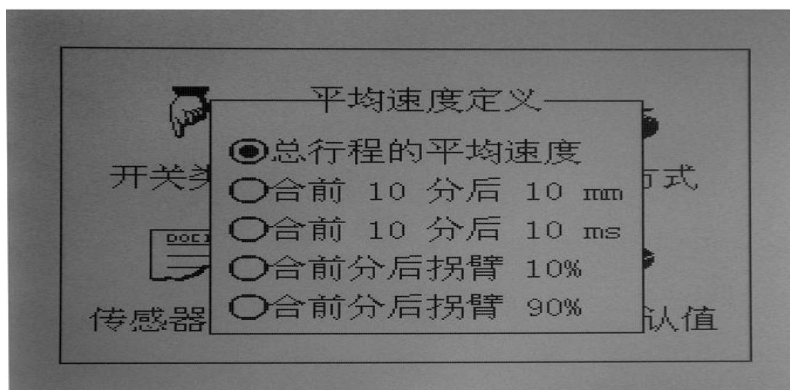 平均速度定义
总行程的平均速度
合前 10 分后 10 mm
合前 10 分后 10 ms
合前分后拐臂 10%
合前分后拐臂 90%
开关类
方式
传感器
认值